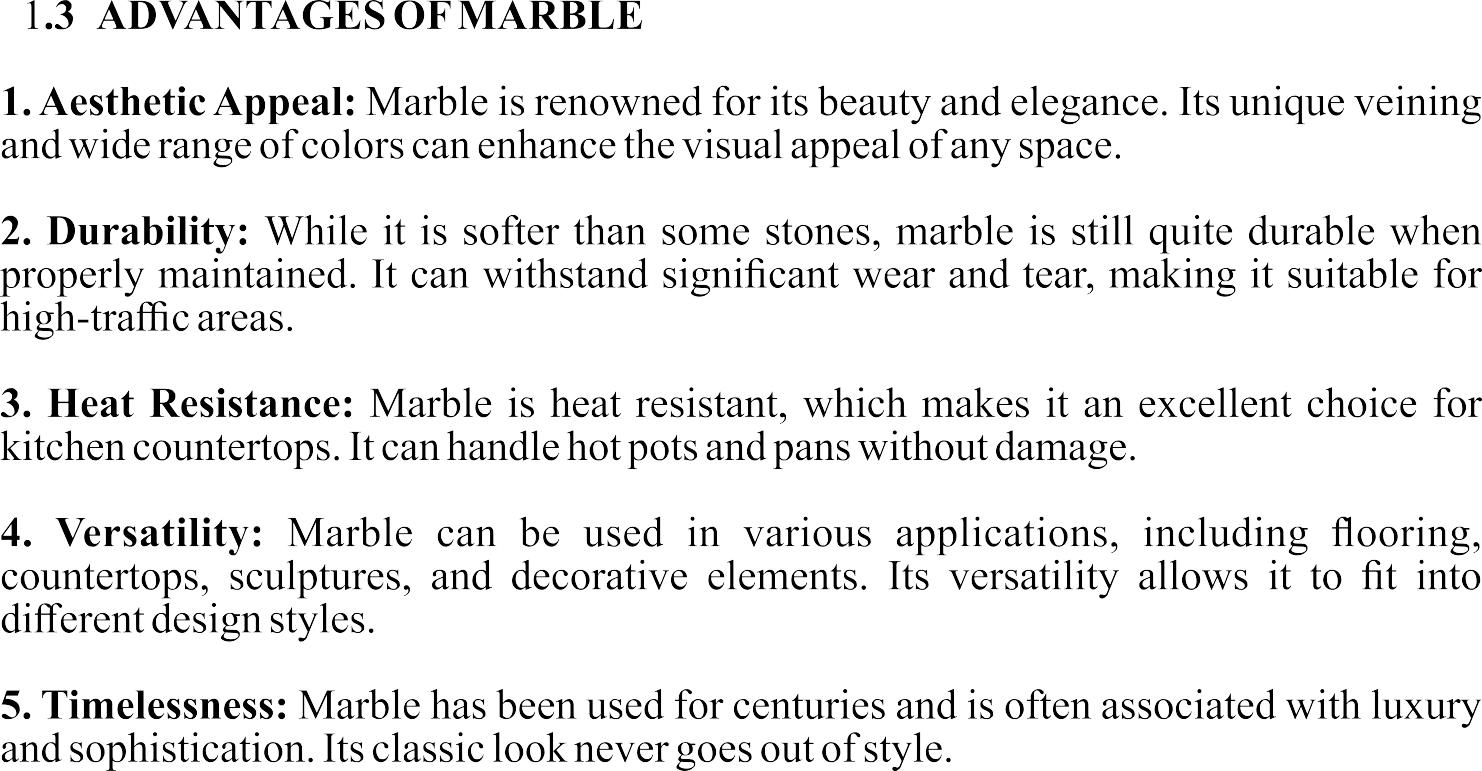 1.3 ADVANTAGES OF MARBLE
1. Aesthetic Appeal: Marble is renowned for its beauty and elegance. Its unique veining
and wide range of colors can enhance the visual appeal of any space.
2. Durability: While it is softer than some stones, marble is still quite durable when
properly maintained. It can withstand significant wear and tear, making it suitable for
high-traffic areas.
3. Heat Resistance: Marble is heat resistant, which makes it an excellent choice for
kitchen countertops. It can handle hot pots and pans without damage.
4. Versatility: Marble can be used in various applications, including flooring,
countertops, sculptures, and decorative elements. Its versatility allows it to fit into
different design styles.
5. Timelessness: Marble has been used for centuries and is often associated with luxury
and sophistication. Its classic look never goes out of style.